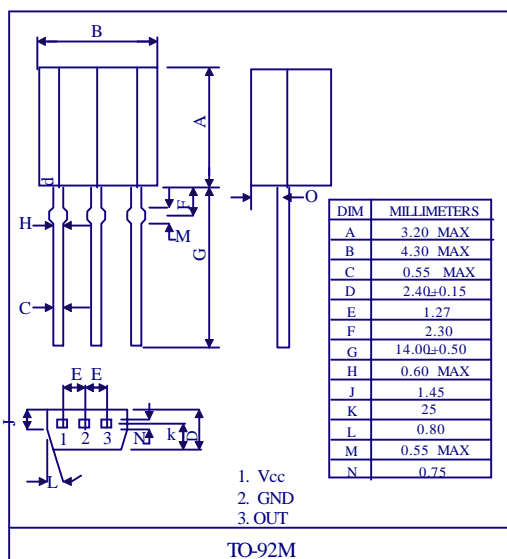 B
A
d
F
O
H
M
G
C
DIM MILLIMETERS
A 3.20 MAX
B 4.30 MAX
C 0.55 MAX
D 2.40±0.15
E 1.27
F 2.30
G 14.00±0.50
H 0.60 MAX
J 1.45
K 25
L 0.80
M 0.55 MAX
N 0.75
E E
J
1 2 3
N
k
D
L
1. Vcc
2. GND
3. OUT
TO-92M